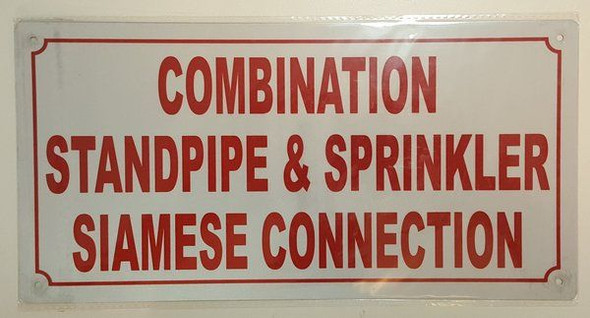 COMBINATION
STANDPIPE & SPRINKLER
SIAMESE CONNECTION